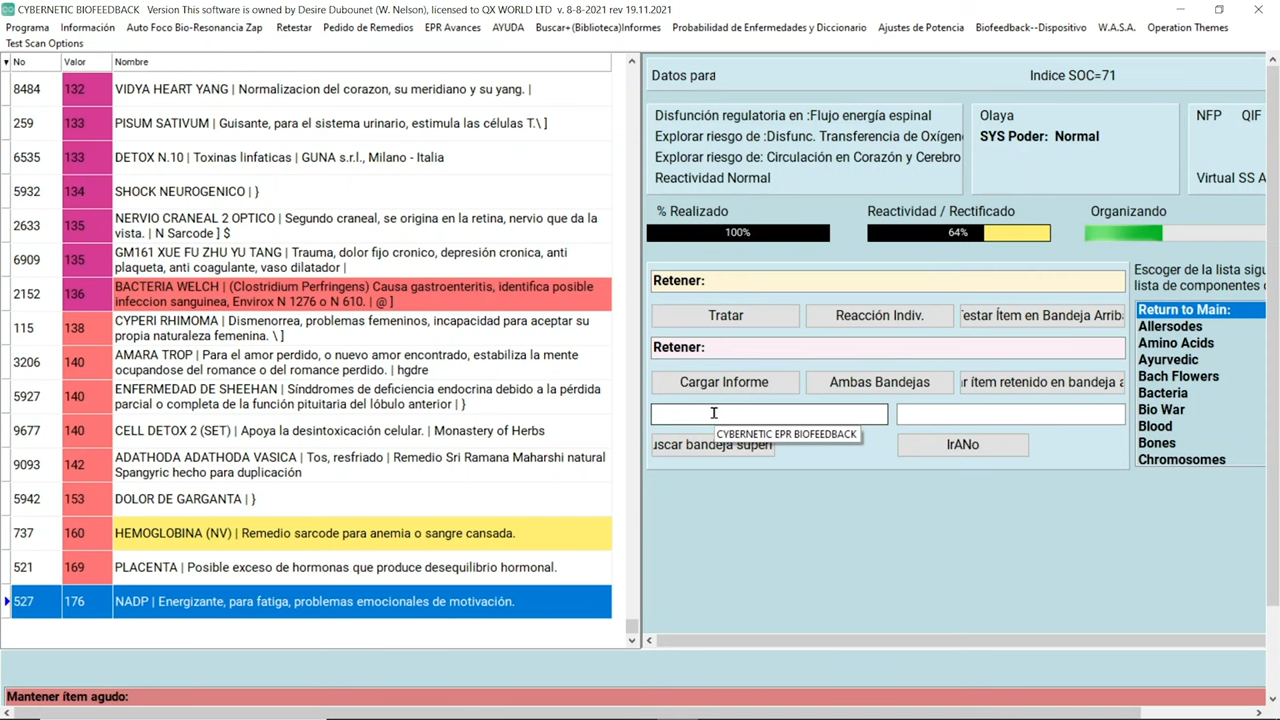 CYBERNETIC BIOFEEDBACK Version This software is owned by Desire Dubounet (W. Nelson), licensed to QX WORLD LTD v. 8-8-2021 rev 19.11.2021
Programa Información Auto Foco Bio-Resonancia Zap Retestar Pedido de Remedios EPR Avances AYUDA Buscar+(Biblioteca)Informes Probabilidad de Enfermedades y Diccionario Ajustes de Potencia Biofeedback--Dispositivo W.A.S.A. Operation Themes
Test Scan Options
No Valor Nombre
8484 132 VIDYA HEART YANG | Normalizacion del corazon, su meridiano y su yang. |
259 133 PISUM SATIVUM | Guisante, para el sistema urinario, estimula las células T.\ ]
6535 133 DETOX N.10 | Toxinas linfaticas | GUNA s.r.l., Milano - Italia
5932 134 SHOCK NEUROGENICO | }
2633 135 NERVIO CRANEAL 2 OPTICO | Segundo craneal, se origina en la retina, nervio que da la
vista. | N Sarcode ] $
6909 135 GM161 XUE FU ZHU YU TANG | Trauma, dolor fijo cronico, depresión cronica, anti
plaqueta, anti coagulante, vaso dilatador |
2152 136 BACTERIA WELCH | (Clostridium Perfringens) Causa gastroenteritis, identifica posible
infeccion sanguinea, Envirox N 1276 o N 610. | @ ]
115 138 CYPERI RHIMOMA | Dismenorrea, problemas femeninos, incapacidad para aceptar su
propia naturaleza femenina. \ ]
3206 140 AMARA TROP | Para el amor perdido, o nuevo amor encontrado, estabiliza la mente
ocupandose del romance o del romance perdido. | hgdre
5927 140 ENFERMEDAD DE SHEEHAN | Sínddromes de deficiencia endocrina debido a la pérdida
parcial o completa de la función pituitaria del lóbulo anterior | }
9677 140 CELL DETOX 2 (SET) | Apoya la desintoxicación celular. | Monastery of Herbs
9093 142 ADATHODA ADATHODA VASICA | Tos, resfriado | Remedio Sri Ramana Maharshi natural
Spangyric hecho para duplicación
5942 153 DOLOR DE GARGANTA | }
737 160 HEMOGLOBINA (NV) | Remedio sarcode para anemia o sangre cansada.
521 169 PLACENTA | Posible exceso de hormonas que produce desequilibrio hormonal.
527 176 NADP | Energizante, para fatiga, problemas emocionales de motivación.
Mantener ítem agudo:
Datos para Indice SOC=71
Disfunción regulatoria en :Flujo energía espinal
Explorar riesgo de :Disfunc. Transferencia de Oxígen
Explorar riesgo de: Circulación en Corazón y Cerebro
Reactividad Normal
Olaya
SYS Poder: Normal
NFP QIF
Virtual SS A
% Realizado Reactividad / Rectificado Organizando
100% 64%
Retener:
Tratar Reacción Indiv. Testar Ítem en Bandeja Arrib
Retener:
Cargar Informe Ambas Bandejas ír ítem retenido en bandeja a
CYBERNETIC EPR BIOFEEDBACK
uscar bandeja superi IrANo
Escoger de la lista sigu
lista de componentes
Return to Main:
Allersodes
Amino Acids
Ayurvedic
Bach Flowers
Bacteria
Bio War
Blood
Bones
Chromosomes